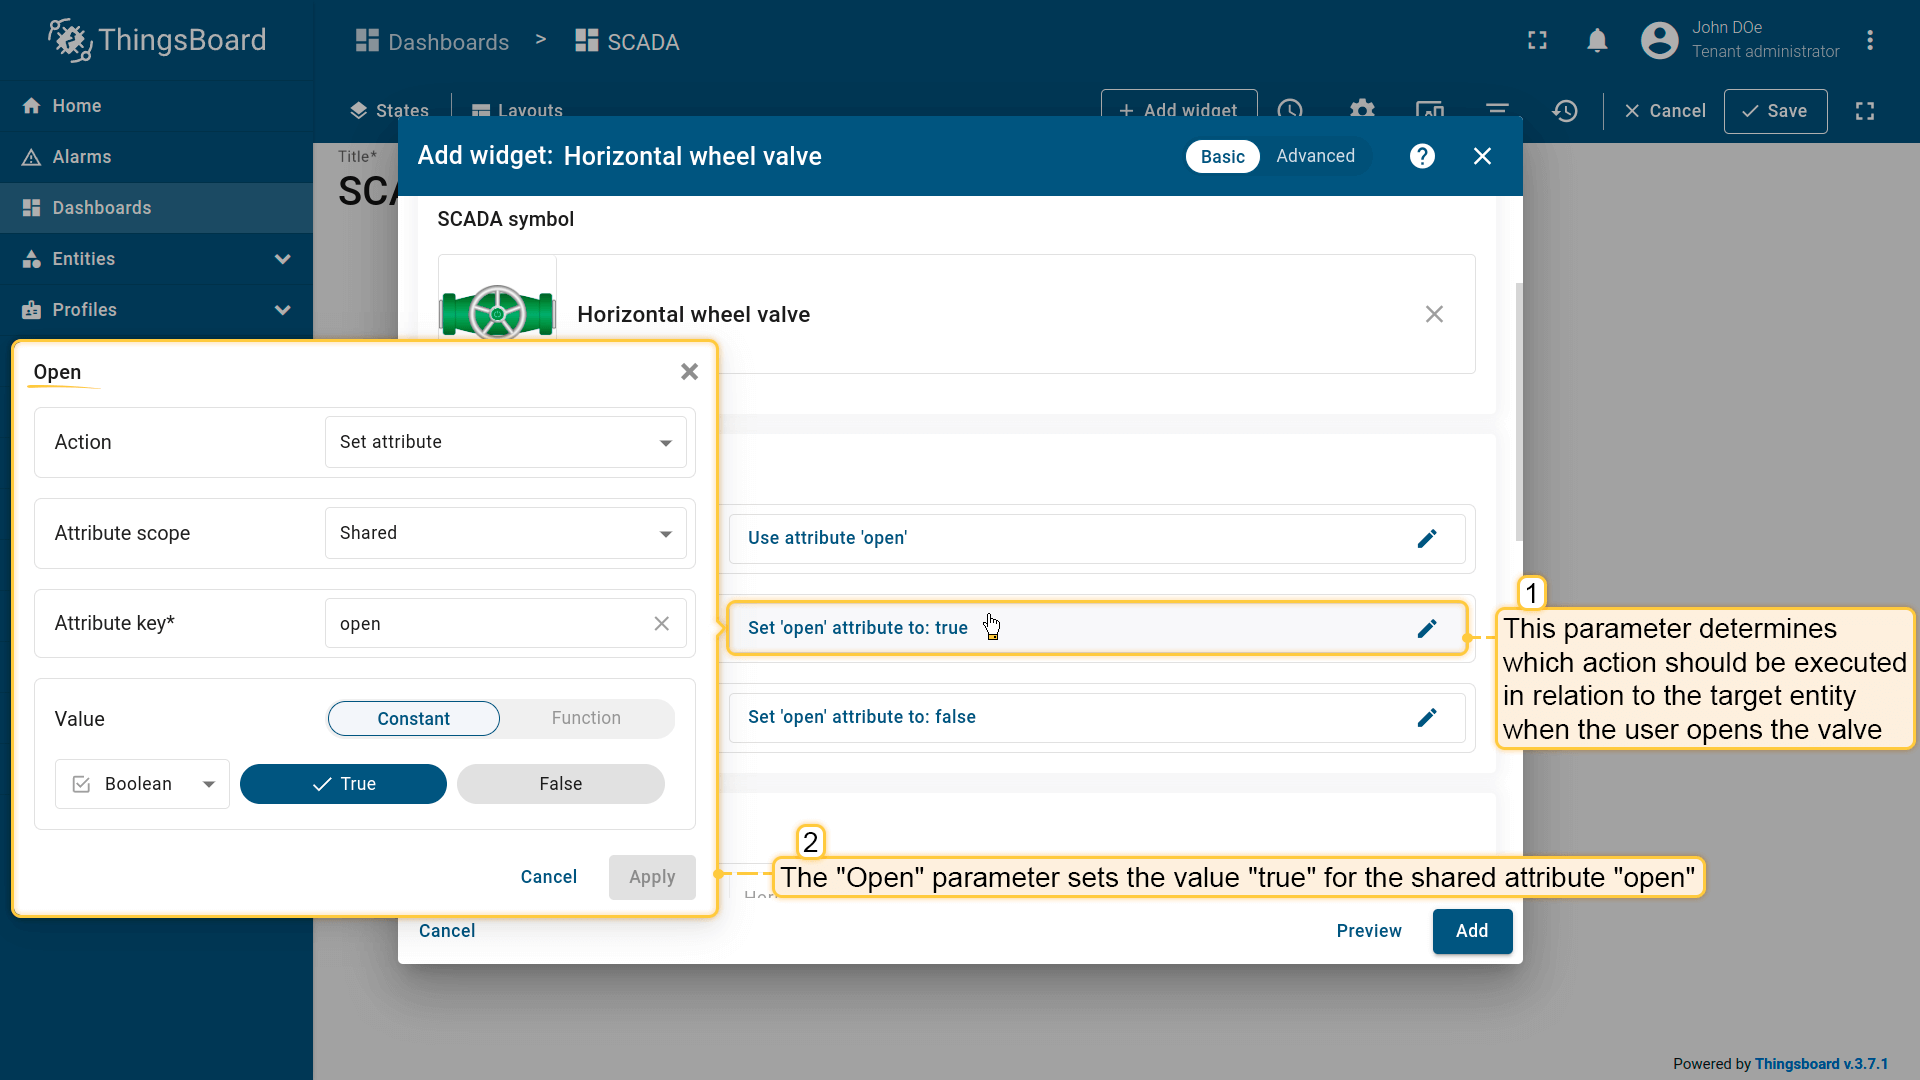 ThingsBoard
Dashboards > SCADA
John DOe
Tenant administrator
Home
Alarms
Dashboards
Entities
Profiles
States
Layouts
+ Add widget
Cancel
Save
Title*
Add widget: Horizontal wheel valve
Basic
Advanced
?
SCADA symbol
Horizontal wheel valve
Open
Action
Set attribute
Attribute scope
Shared
Attribute key*
open
Value
Constant
Function
Boolean
True
False
Cancel
Apply
Use attribute 'open'
Set 'open' attribute to: true
Set 'open' attribute to: false
1
This parameter determines
which action should be executed
in relation to the target entity
when the user opens the valve
2
The "Open" parameter sets the value "true" for the shared attribute "open"
Cancel
Preview
Add
Powered by Thingsboard v.3.7.1